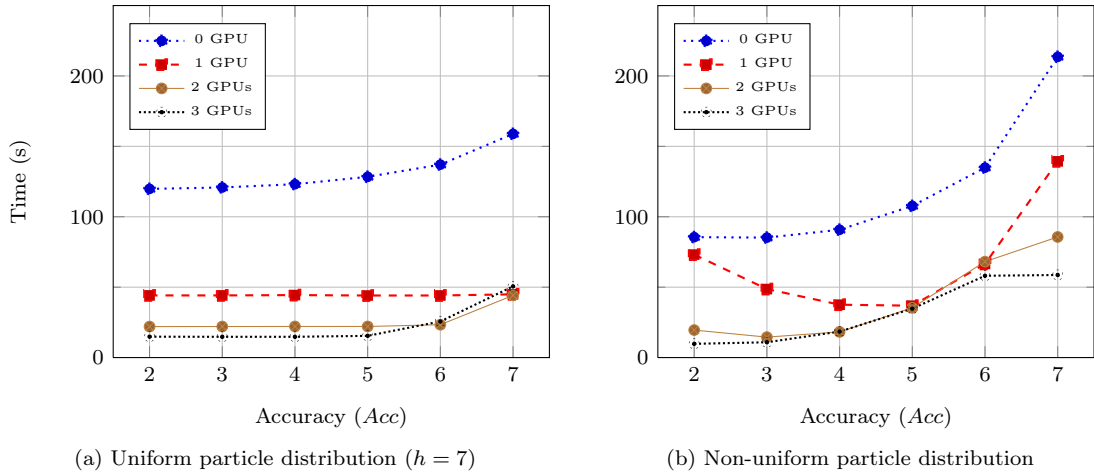 0 GPU
1 GPU
2 GPUs
3 GPUs
Time (s)
200
100
0
2 3 4 5 6 7
Accuracy (Acc)
(a) Uniform particle distribution (h = 7)
0 GPU
1 GPU
2 GPUs
3 GPUs
200
100
0
2 3 4 5 6 7
Accuracy (Acc)
(b) Non-uniform particle distribution